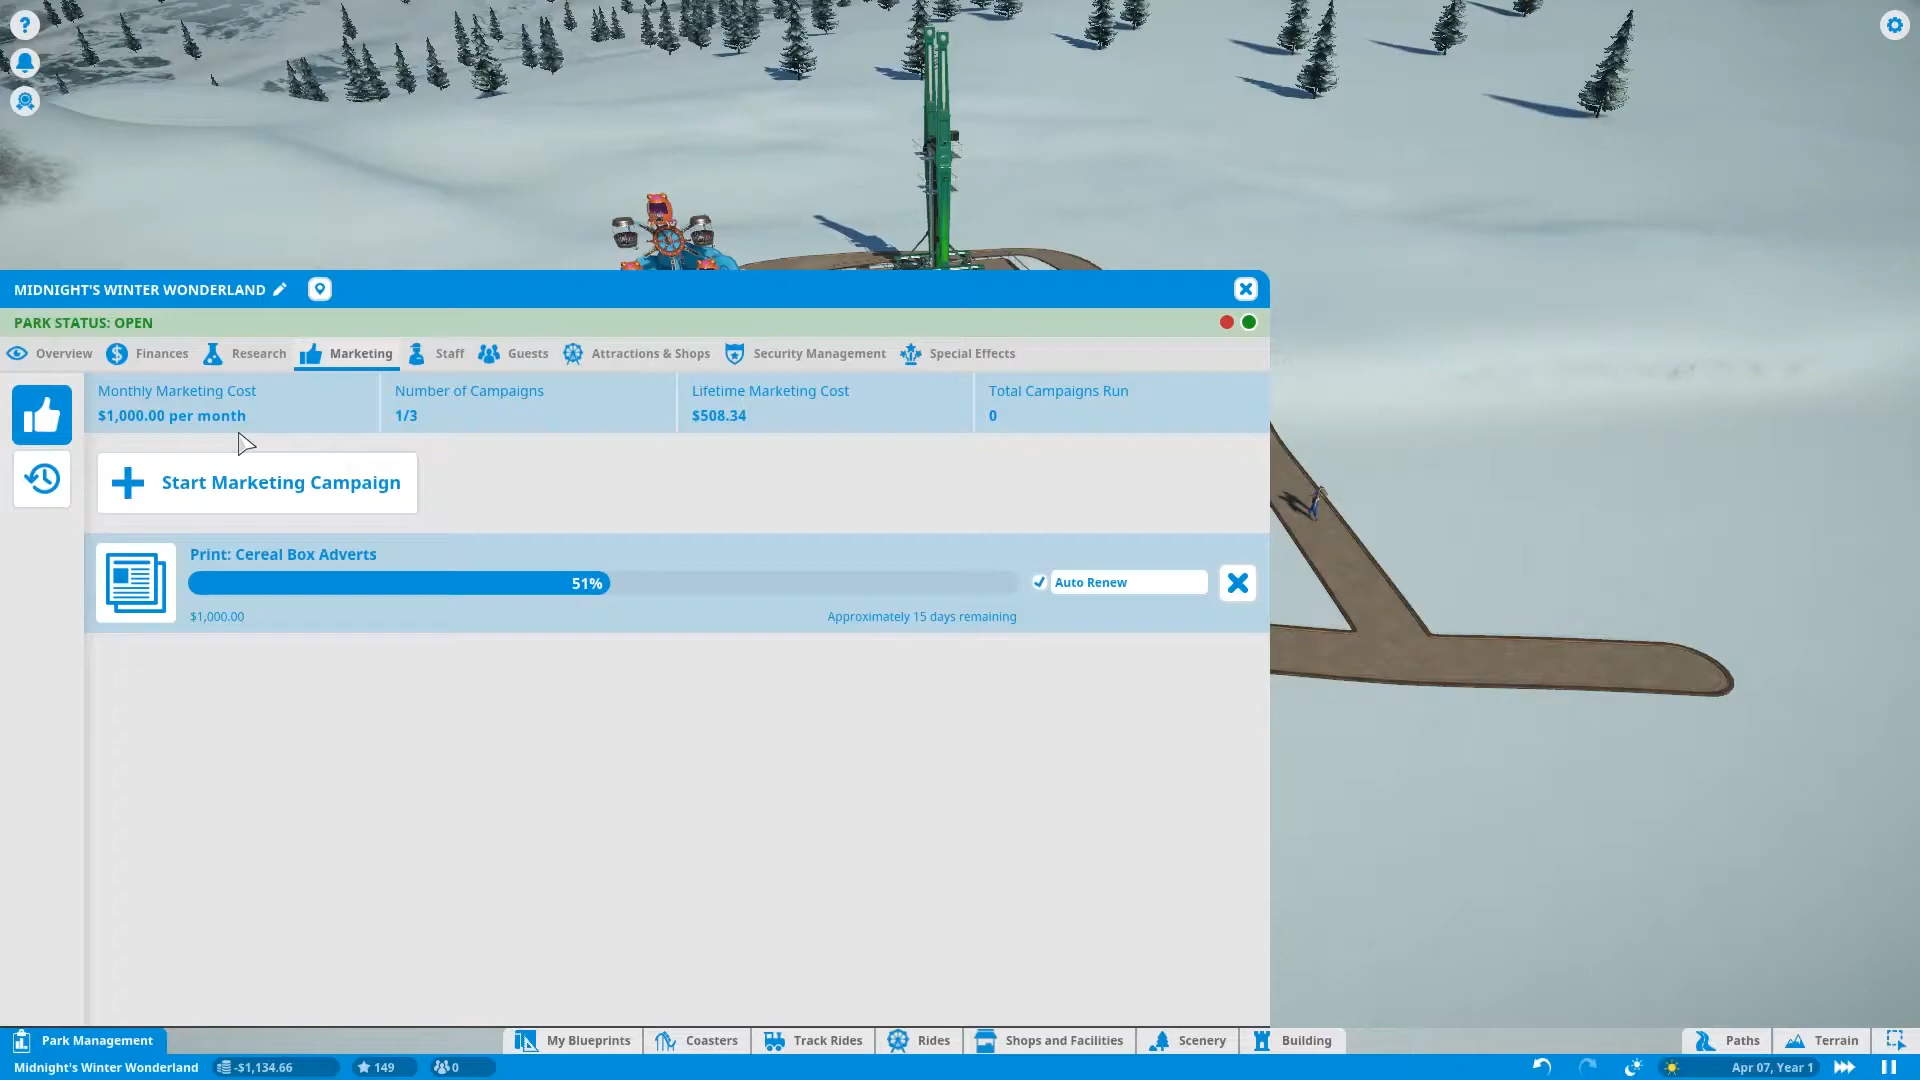 MIDNIGHT'S WINTER WONDERLAND
PARK STATUS: OPEN
Overview Finances Research Marketing Staff Guests Attractions & Shops Security Management Special Effects
Monthly Marketing Cost Number of Campaigns Lifetime Marketing Cost Total Campaigns Run
$1,000.00 per month 1/3 $508.34 0
Start Marketing Campaign
Print: Cereal Box Adverts
51% Auto Renew
$1,000.00 Approximately 15 days remaining
Park Management My Blueprints Coasters Track Rides Rides Shops and Facilities Scenery Building Paths Terrain
Midnight's Winter Wonderland -$1,134.66 149 0 Apr 07, Year 1